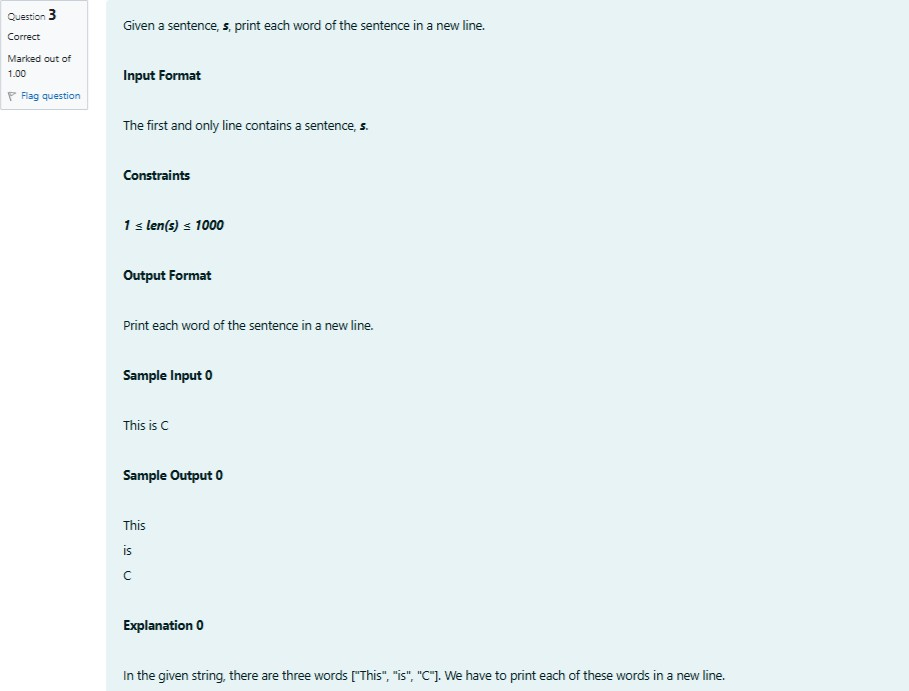 Question 3
Correct
Marked out of
1.00
Flag question
Given a sentence, s, print each word of the sentence in a new line.
Input Format
The first and only line contains a sentence, s.
Constraints
1 ≤ len(s) ≤ 1000
Output Format
Print each word of the sentence in a new line.
Sample Input 0
This is C
Sample Output 0
This
is
C
Explanation 0
In the given string, there are three words ["This", "is", "C"]. We have to print each of these words in a new line.